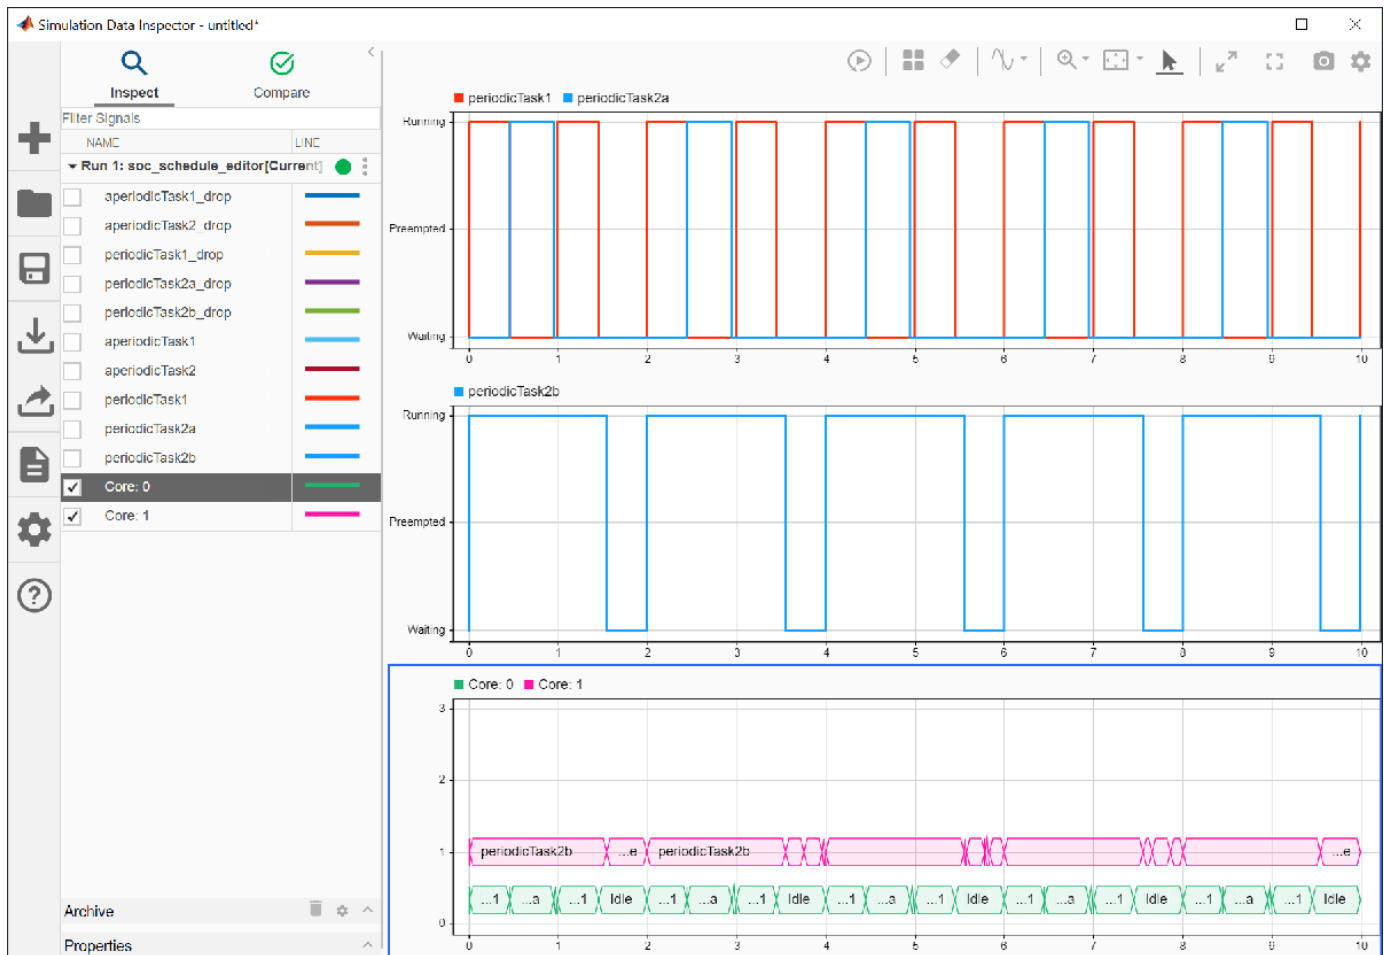 Simulation Data Inspector - untitled*
Inspect Compare
Filter Signals
NAME LINE
Run 1: soc_schedule_editor[Current]
aperiodicTask1_drop
aperiodicTask2_drop
periodicTask1_drop
periodicTask2a_drop
periodicTask2b_drop
aperiodicTask1
aperiodicTask2
periodicTask1
periodicTask2a
periodicTask2b
Core: 0
Core: 1
Archive
Properties
periodicTask1 periodicTask2a
Running
Preempted
Waiting
0 1 2 3 4 5 6 7 8 9 10
periodicTask2b
Running
Preempted
Waiting
0 1 2 3 4 5 6 7 8 9 10
Core: 0 Core: 1
3
2
1
periodicTask2b ...e periodicTask2b ...e
...1 ...a ...1 Idle ...1 ...a ...1 Idle ...1 ...a ...1 Idle ...1 ...a ...1 Idle ...1 ...a ...1 Idle
0
0 1 2 3 4 5 6 7 8 9 10